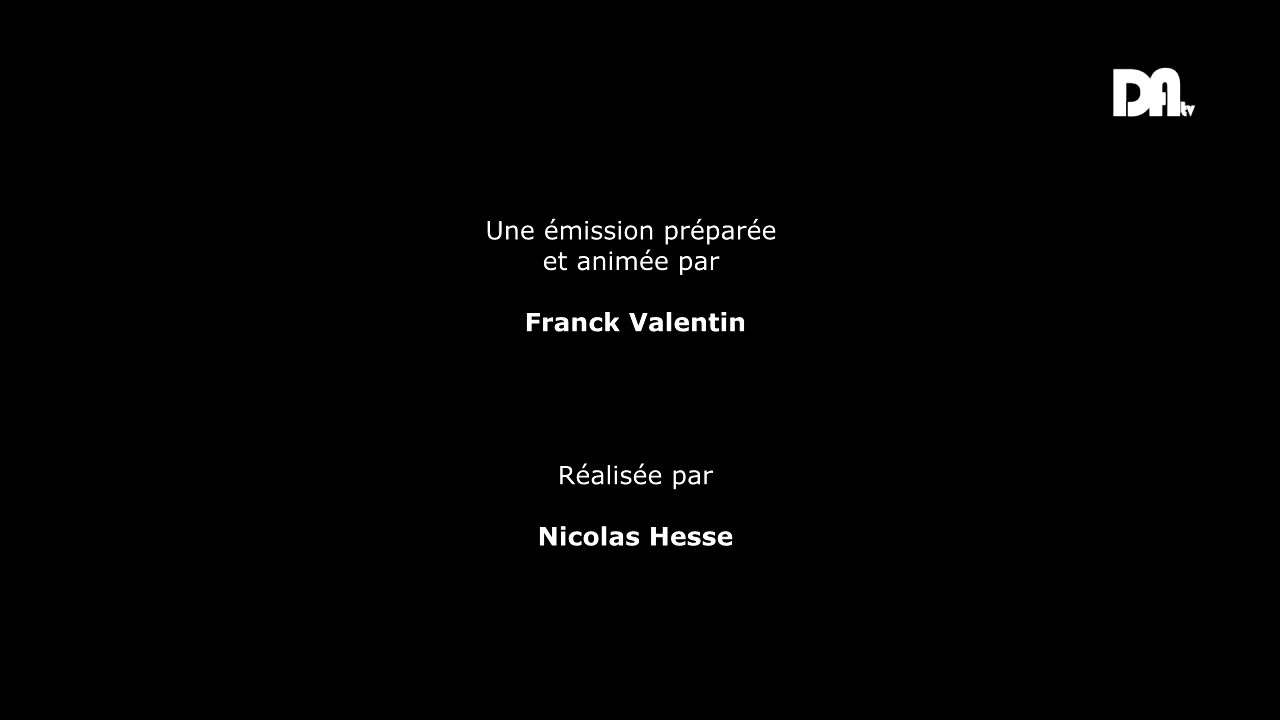 DA tv
Une émission préparée
et animée par
Franck Valentin
Réalisée par
Nicolas Hesse